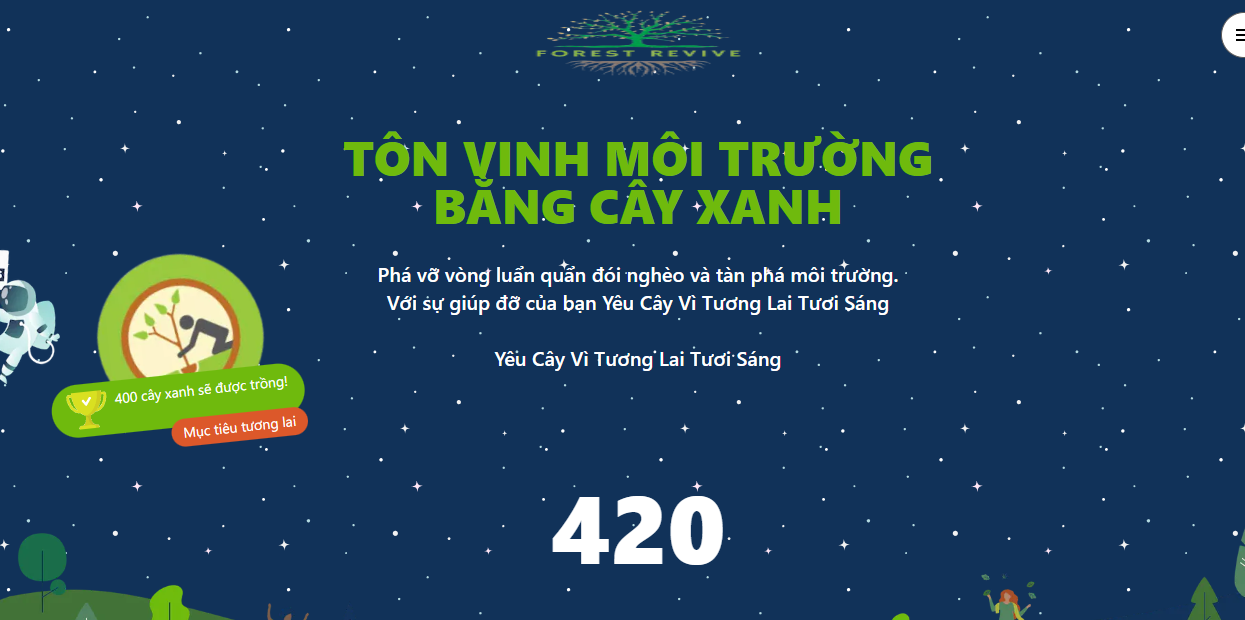 FOREST REVIVE
TÔN VINH MÔI TRƯỜNG
BẰNG CÂY XANH
Phá vỡ vòng luẩn quẩn đói nghèo và tàn phá môi trường.
Với sự giúp đỡ của bạn Yêu Cây Vì Tương Lai Tươi Sáng
Yêu Cây Vì Tương Lai Tươi Sáng
400 cây xanh sẽ được trồng!
Mục tiêu tương lai
420